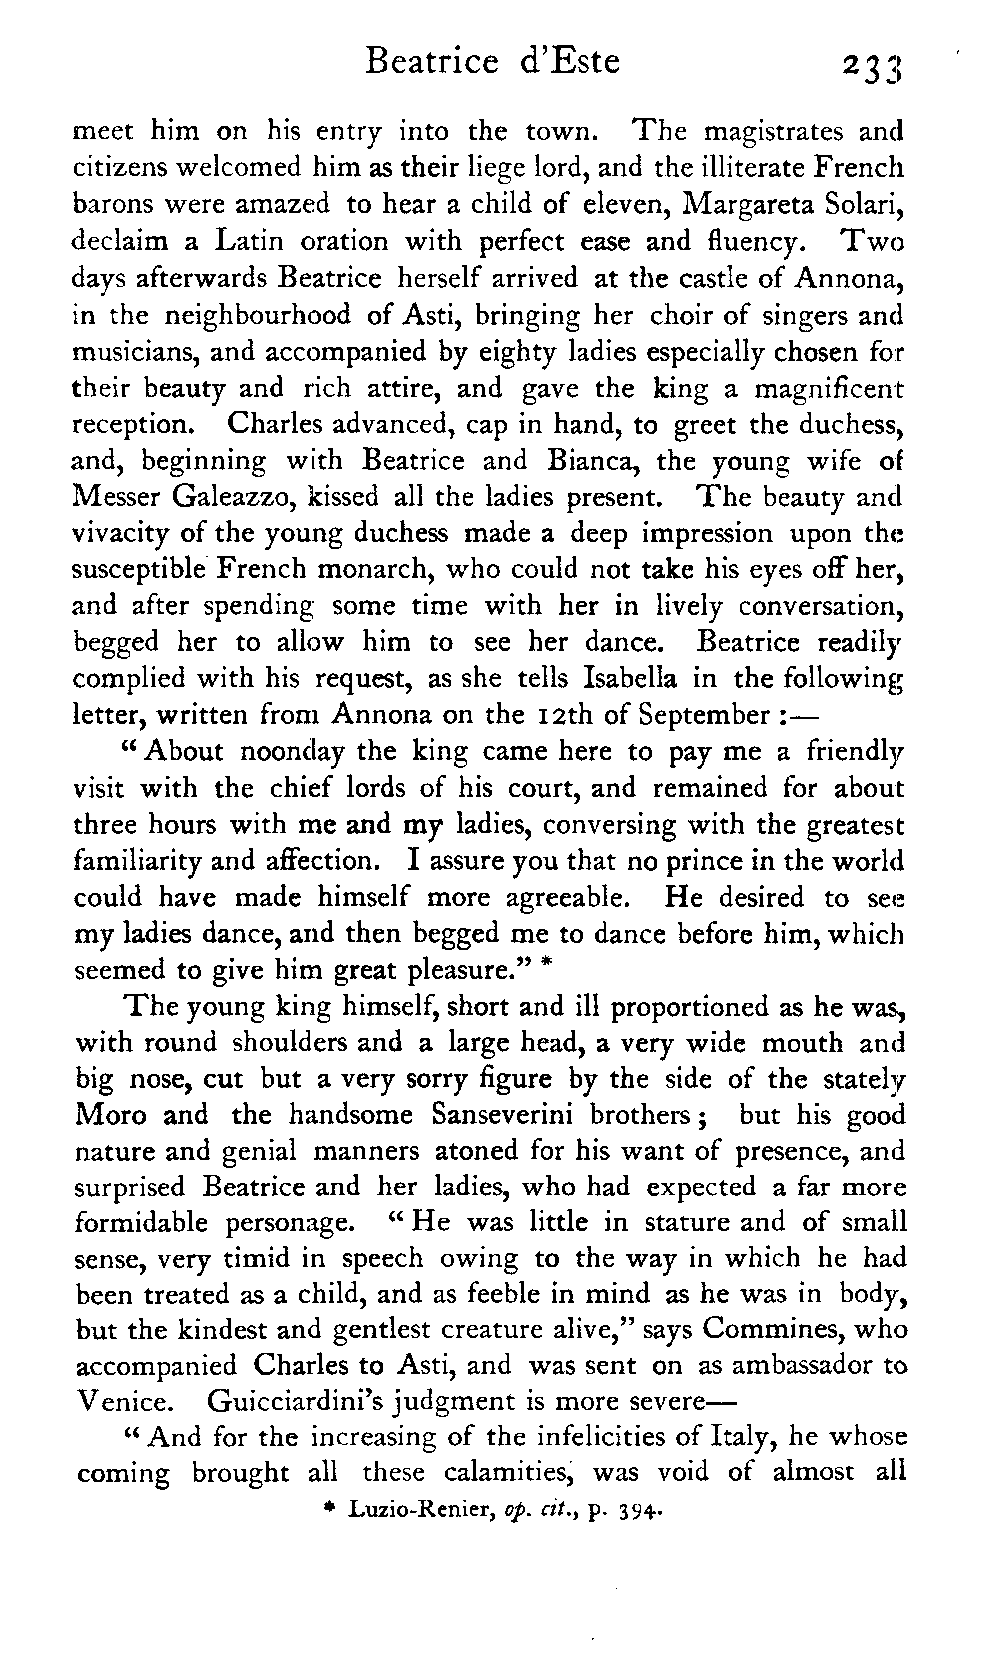 Beatrice d'Este 233
meet him on his entry into the town. The magistrates and
citizens welcomed him as their liege lord, and the illiterate French
barons were amazed to hear a child of eleven, Margareta Solari,
declaim a Latin oration with perfect ease and fluency. Two
days afterwards Beatrice herself arrived at the castle of Annona,
in the neighbourhood of Asti, bringing her choir of singers and
musicians, and accompanied by eighty ladies especially chosen for
their beauty and rich attire, and gave the king a magnificent
reception. Charles advanced, cap in hand, to greet the duchess,
and, beginning with Beatrice and Bianca, the young wife of
Messer Galeazzo, kissed all the ladies present. The beauty and
vivacity of the young duchess made a deep impression upon the
susceptible French monarch, who could not take his eyes off her,
and after spending some time with her in lively conversation,
begged her to allow him to see her dance. Beatrice readily
complied with his request, as she tells Isabella in the following
letter, written from Annona on the 12th of September :—
"About noonday the king came here to pay me a friendly
visit with the chief lords of his court, and remained for about
three hours with me and my ladies, conversing with the greatest
familiarity and affection. I assure you that no prince in the world
could have made himself more agreeable. He desired to see
my ladies dance, and then begged me to dance before him, which
seemed to give him great pleasure." *
The young king himself, short and ill proportioned as he was,
with round shoulders and a large head, a very wide mouth and
big nose, cut but a very sorry figure by the side of the stately
Moro and the handsome Sanseverini brothers ; but his good
nature and genial manners atoned for his want of presence, and
surprised Beatrice and her ladies, who had expected a far more
formidable personage. "He was little in stature and of small
sense, very timid in speech owing to the way in which he had
been treated as a child, and as feeble in mind as he was in body,
but the kindest and gentlest creature alive," says Commines, who
accompanied Charles to Asti, and was sent on as ambassador to
Venice. Guicciardini's judgment is more severe—
"And for the increasing of the infelicities of Italy, he whose
coming brought all these calamities, was void of almost all
* Luzio-Renier, op. cit., p. 394.